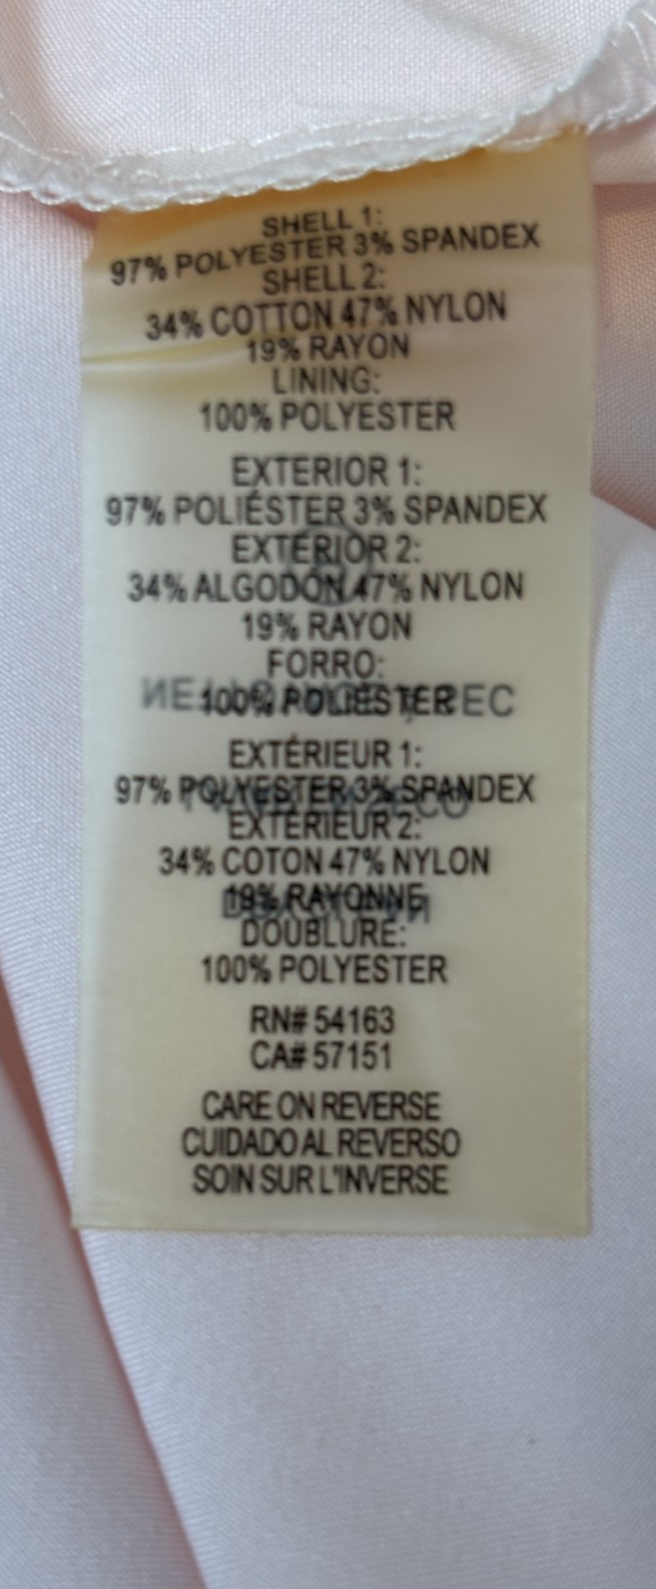 SHELL 1:
97% POLYESTER 3% SPANDEX
SHELL 2:
34% COTTON 47% NYLON
19% RAYON
LINING:
100% POLYESTER
EXTERIOR 1:
97% POLIÉSTER 3% SPANDEX
EXTERIOR 2:
34% ALGODÓN 47% NYLON
19% RAYON
FORRO:
100% POLIESTER
EXTÉRIEUR 1:
97% POLYESTER 3% SPANDEX
EXTÉRIEUR 2:
34% COTON 47% NYLON
19% RAYONNE
DOUBLURE:
100% POLYESTER
RN# 54163
CA# 57151
CARE ON REVERSE
CUIDADO AL REVERSO
SOIN SUR L'INVERSE